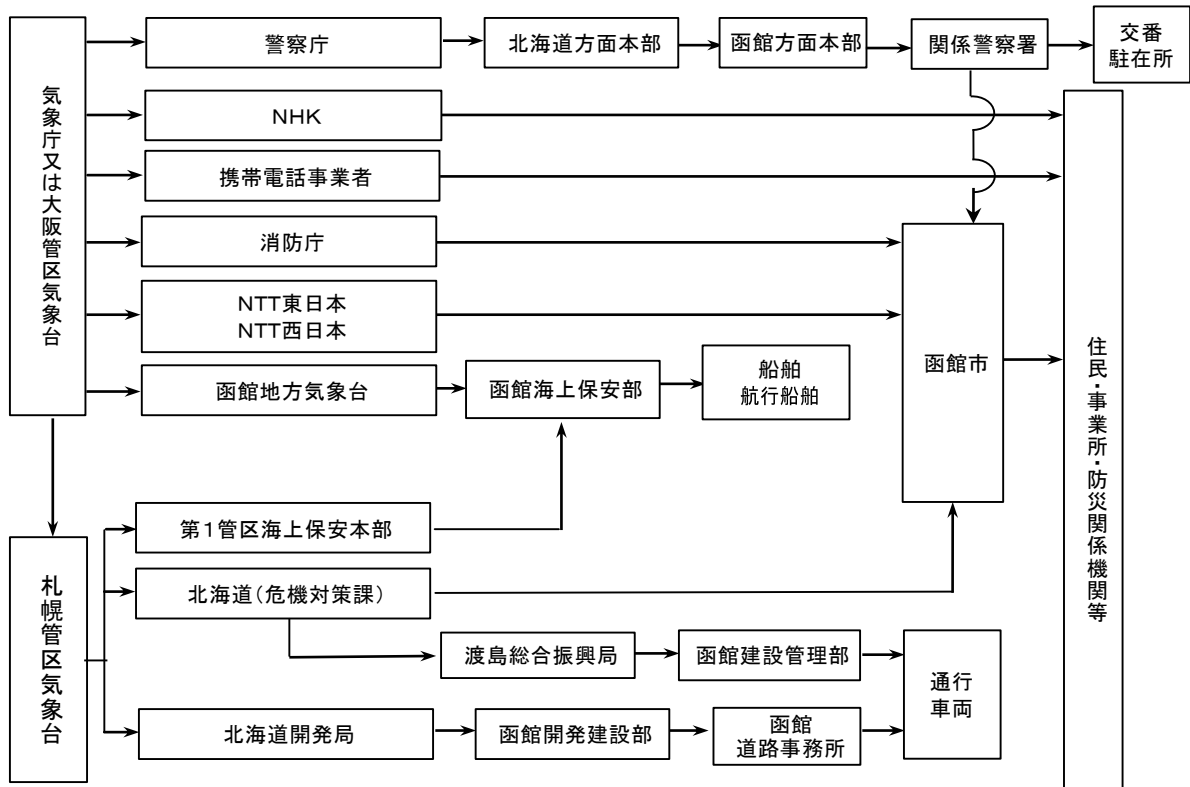 警察庁
北海道方面本部
函館方面本部
関係警察署
交番
駐在所
気象庁又は大阪管区気象台
NHK
携帯電話事業者
消防庁
NTT東日本
NTT西日本
函館地方気象台
函館海上保安部
船舶
航行船舶
函館市
住民・事業所・防災関係機関等
札幌管区気象台
第1管区海上保安本部
北海道(危機対策課)
渡島総合振興局
函館建設管理部
通行
車両
北海道開発局
函館開発建設部
函館
道路事務所